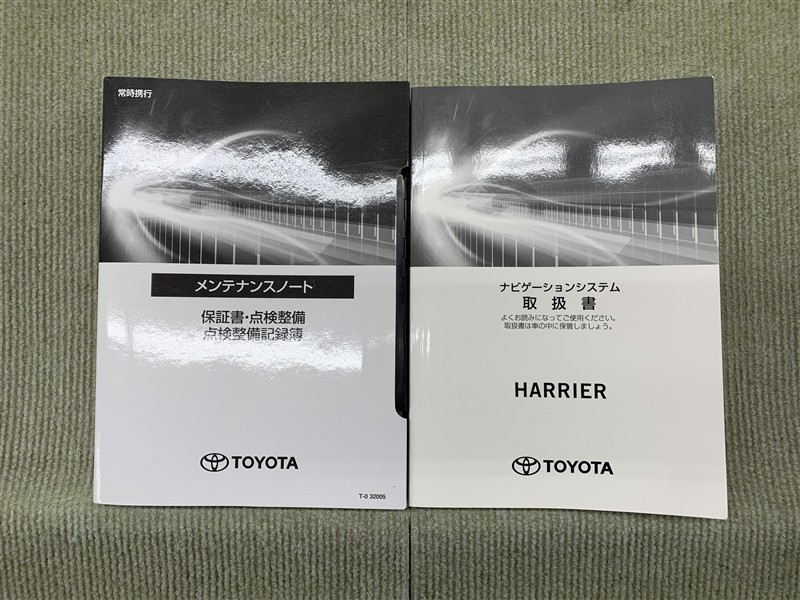 常時携行
メンテナンスノート
保証書・点検整備
点検整備記録簿
TOYOTA
T-0 32005
ナビゲーションシステム
取扱書
よくお読みになってご使用ください。
取扱書は車の中に保管しましょう。
HARRIER
TOYOTA